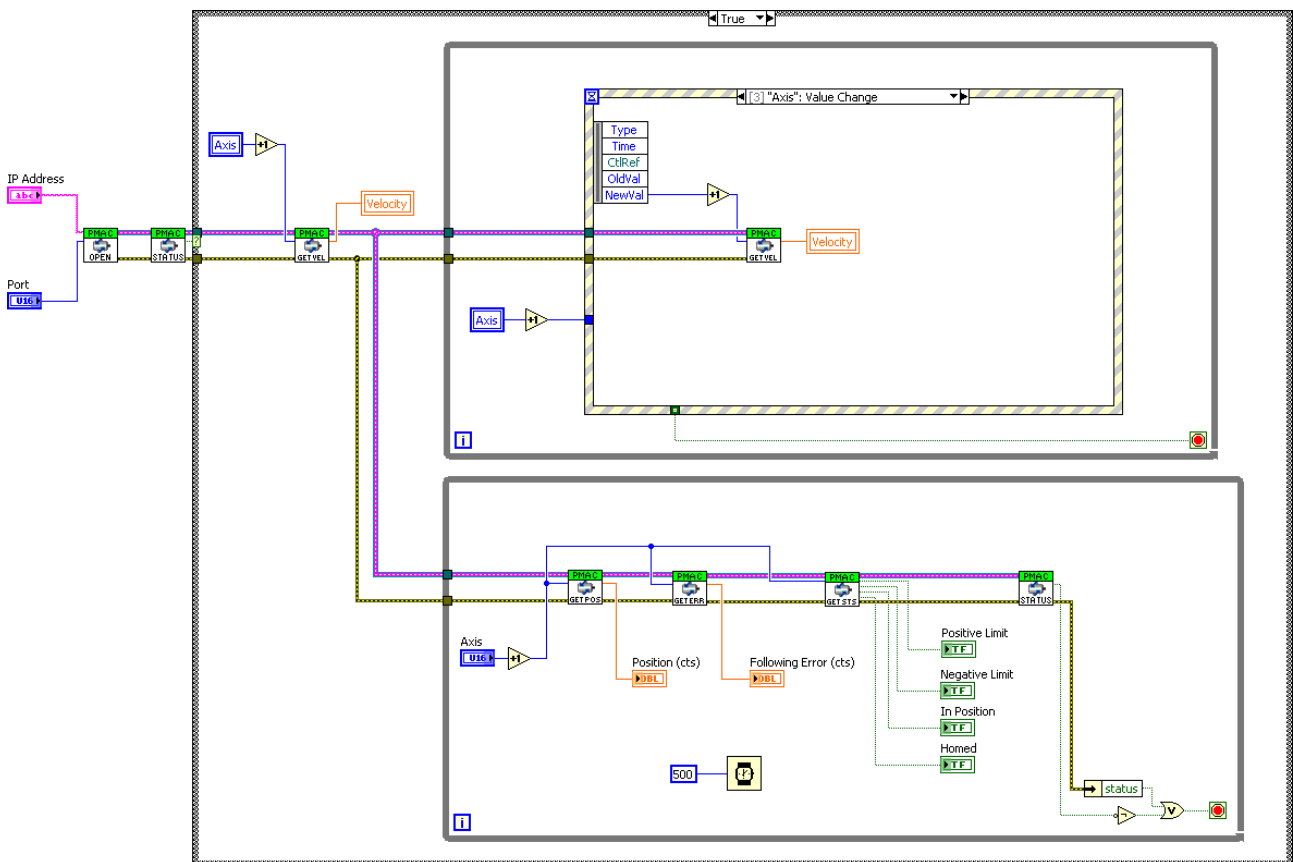 True
[3] "Axis": Value Change
Type
Time
CtlRef
OldVal
NewVal
Axis
+1
+1
IP Address
abc
Velocity
PMAC
OPEN
PMAC
STATUS
?
PMAC
GETVEL
PMAC
GETVEL
Velocity
Port
U16
Axis
+1
i
PMAC
GETPOS
PMAC
GETERR
PMAC
GETSTS
PMAC
STATUS
Axis
U16
+1
Position (cts)
DBL
Following Error (cts)
DBL
Positive Limit
TF
Negative Limit
TF
In Position
TF
Homed
TF
500
status
V
i